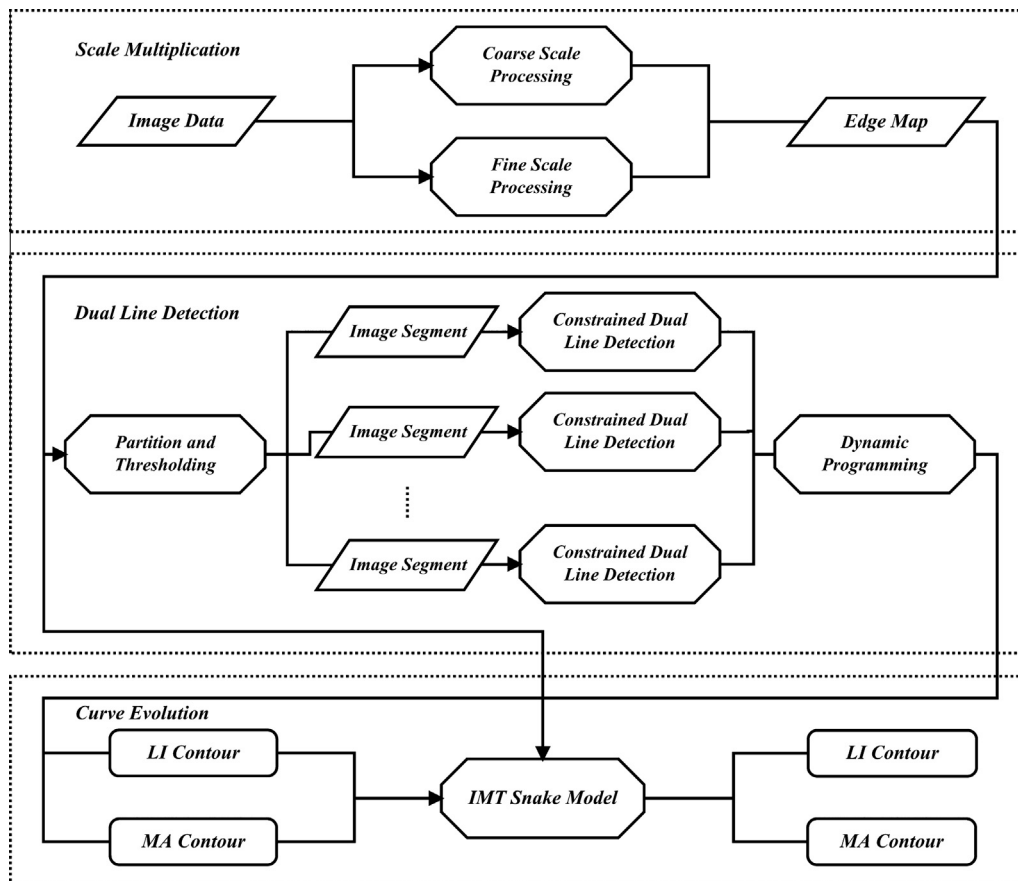 Scale Multiplication
Coarse Scale
Processing
Image Data
Edge Map
Fine Scale
Processing
Dual Line Detection
Image Segment
Constrained Dual
Line Detection
Partition and
Thresholding
Image Segment
Constrained Dual
Line Detection
Dynamic
Programming
Image Segment
Constrained Dual
Line Detection
Curve Evolution
LI Contour
MA Contour
IMT Snake Model
LI Contour
MA Contour